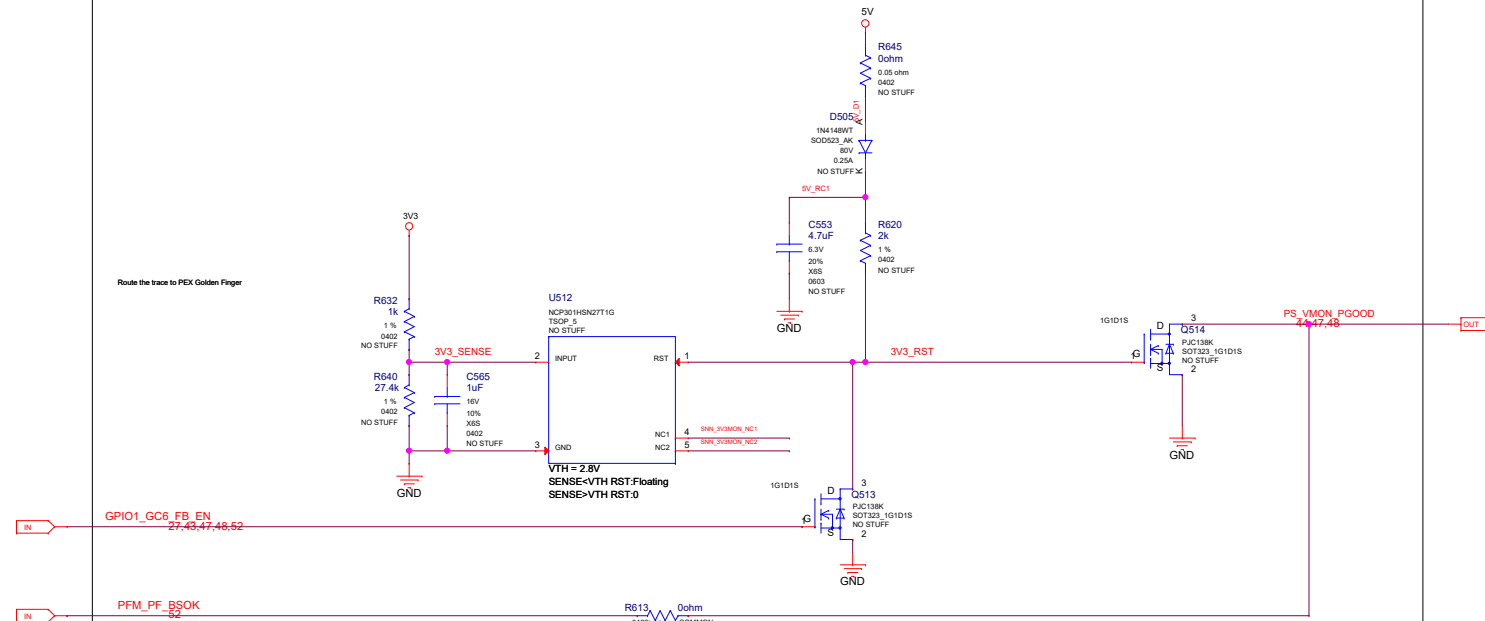 5V
R645
0ohm
0.05 ohm
0402
NO STUFF
5V_D1
A
D505
1N4148WT
SOD523_AK
80V
0.25A
NO STUFF
K
5V_RC1
C553
4.7uF
6.3V
20%
X6S
0603
NO STUFF
GND
R620
2k
1 %
0402
NO STUFF
3V3
Route the trace to PEX Golden Finger
R632
1k
1 %
0402
NO STUFF
R640
27.4k
1 %
0402
NO STUFF
3V3_SENSE
C565
1uF
16V
10%
X6S
0402
NO STUFF
GND
U512
NCP301HSN27T1G
TSOP_5
NO STUFF
2
INPUT
RST
1
3
GND
NC1
4
NC2
5
SNN_3V3MON_NC1
SNN_3V3MON_NC2
VTH = 2.8V
SENSE<VTH RST:Floating
SENSE>VTH RST:0
3V3_RST
1G1D1S
1
G
D
S
3
Q514
PJC138K
SOT323_1G1D1S
NO STUFF
2
GND
PS_VMON_PGOOD
44,47,48
OUT
1G1D1S
1
G
D
S
3
Q513
PJC138K
SOT323_1G1D1S
NO STUFF
2
GND
IN
GPIO1_GC6_FB_EN
27,43,47,48,52
IN
PFM_PF_BSOK
52
R613
0ohm